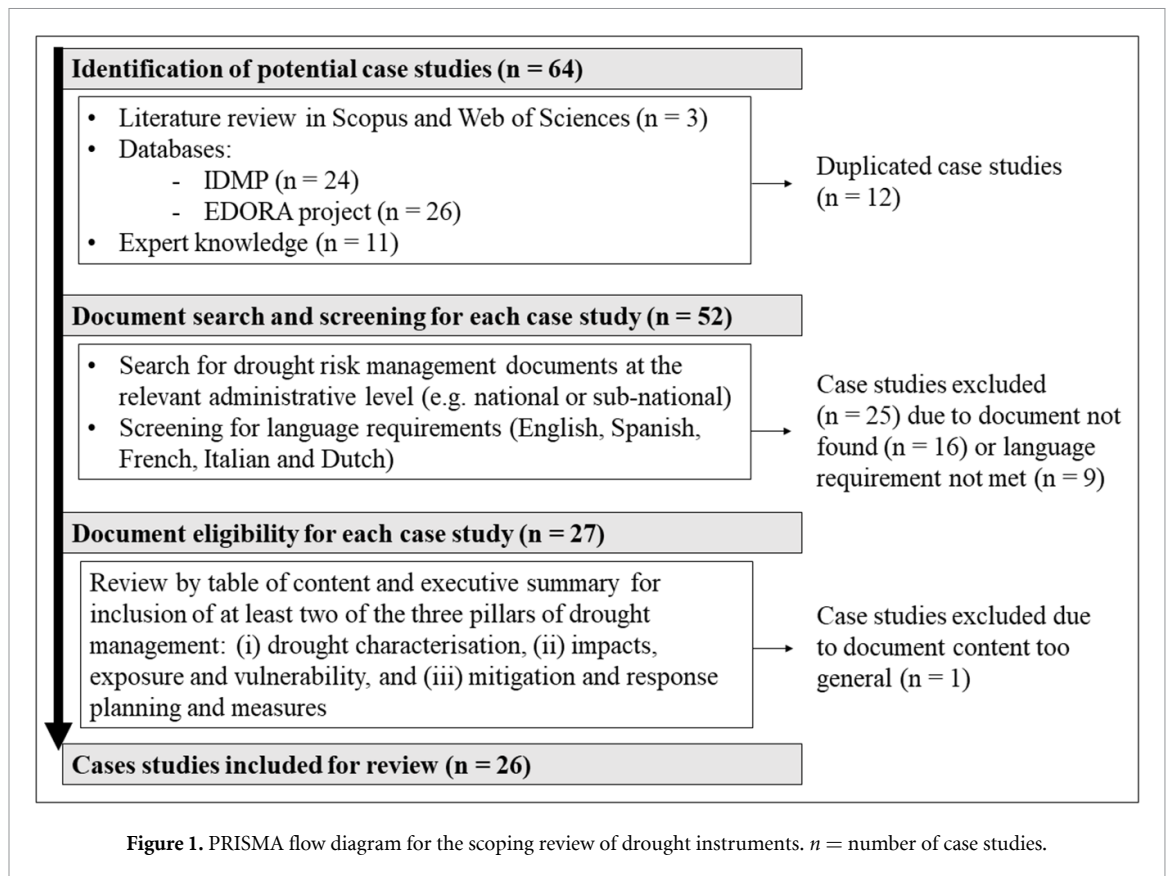 Identification of potential case studies (n = 64)
• Literature review in Scopus and Web of Sciences (n = 3)
• Databases:
- IDMP (n = 24)
- EDORA project (n = 26)
• Expert knowledge (n = 11)
Duplicated case studies
(n = 12)
Document search and screening for each case study (n = 52)
• Search for drought risk management documents at the
relevant administrative level (e.g. national or sub-national)
• Screening for language requirements (English, Spanish,
French, Italian and Dutch)
Case studies excluded
(n = 25) due to document not
found (n = 16) or language
requirement not met (n = 9)
Document eligibility for each case study (n = 27)
Review by table of content and executive summary for
inclusion of at least two of the three pillars of drought
management: (i) drought characterisation, (ii) impacts,
exposure and vulnerability, and (iii) mitigation and response
planning and measures
Case studies excluded due
to document content too
general (n = 1)
Cases studies included for review (n = 26)
Figure 1. PRISMA flow diagram for the scoping review of drought instruments. n = number of case studies.